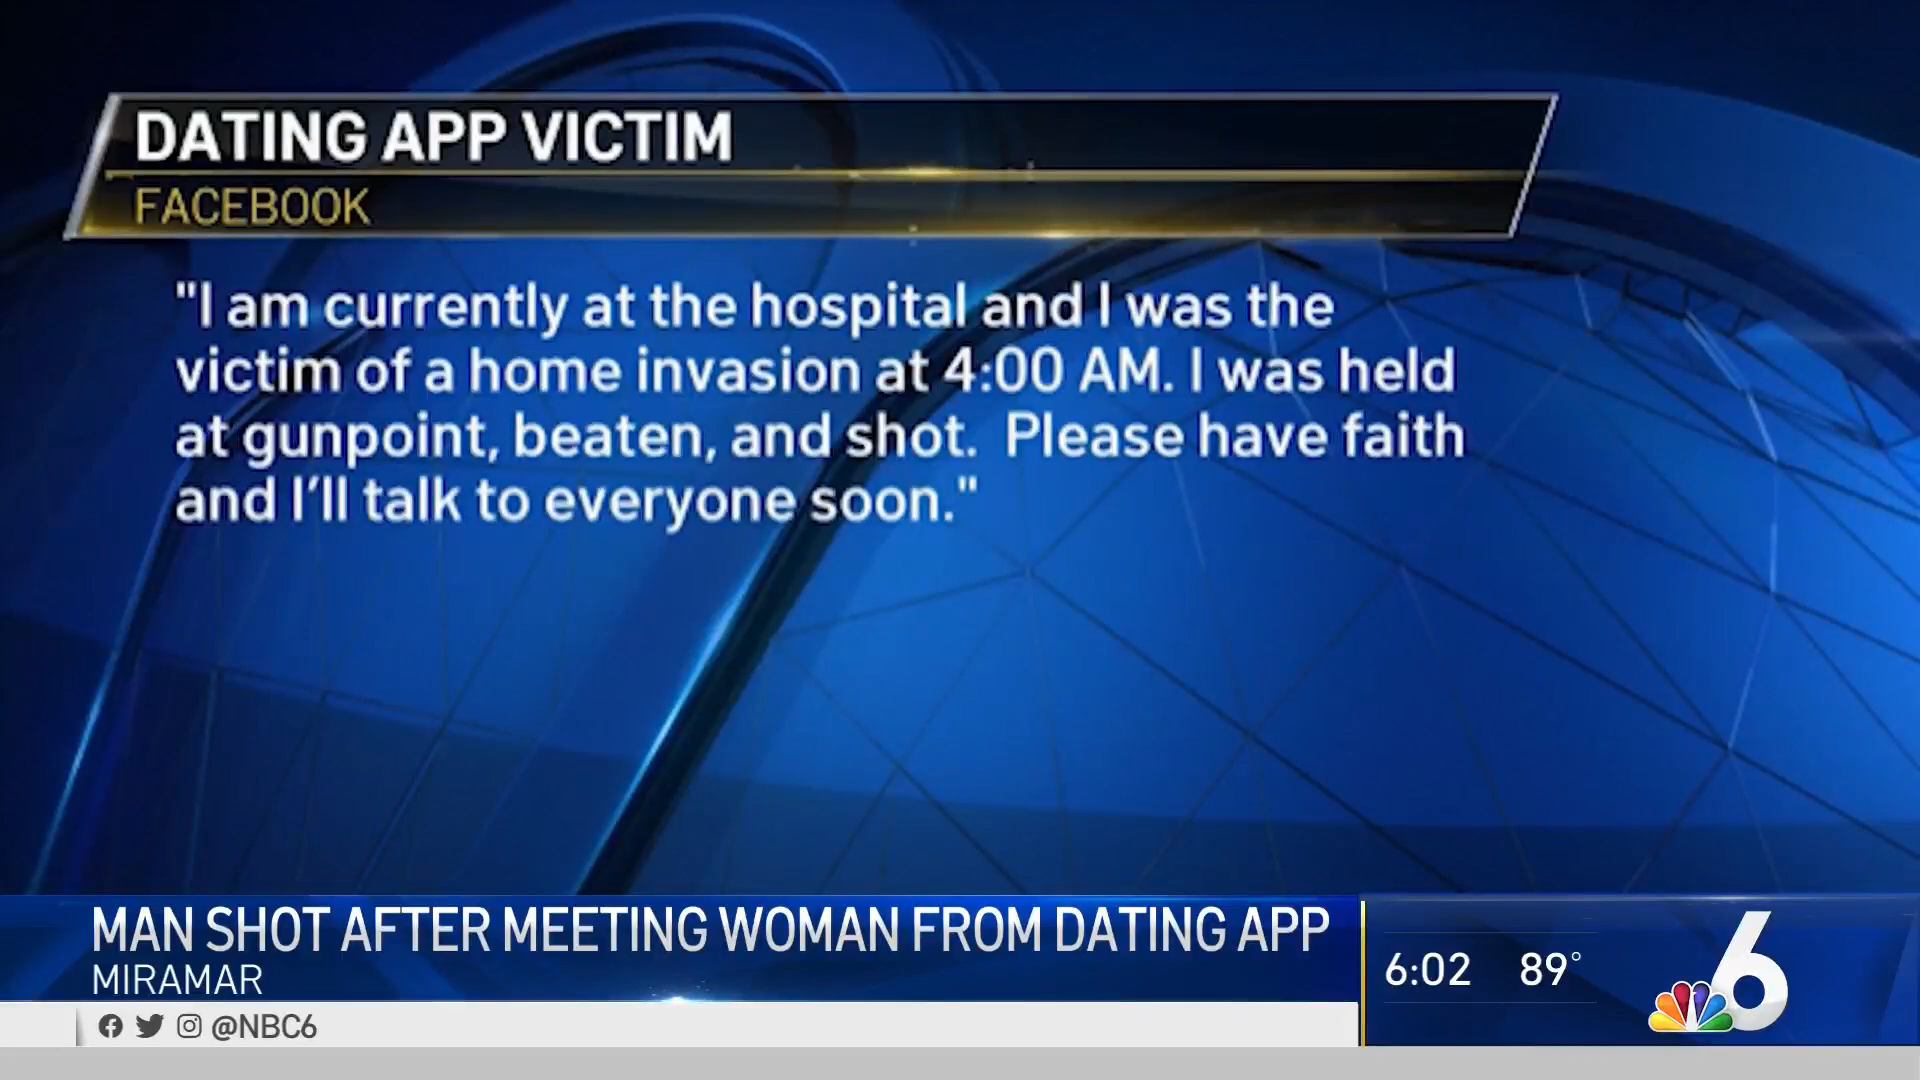 DATING APP VICTIM
FACEBOOK
"I am currently at the hospital and I was the
victim of a home invasion at 4:00 AM. I was held
at gunpoint, beaten, and shot.  Please have faith
and I'll talk to everyone soon."
MAN SHOT AFTER MEETING WOMAN FROM DATING APP
MIRAMAR
6:02 89°
6
@NBC6